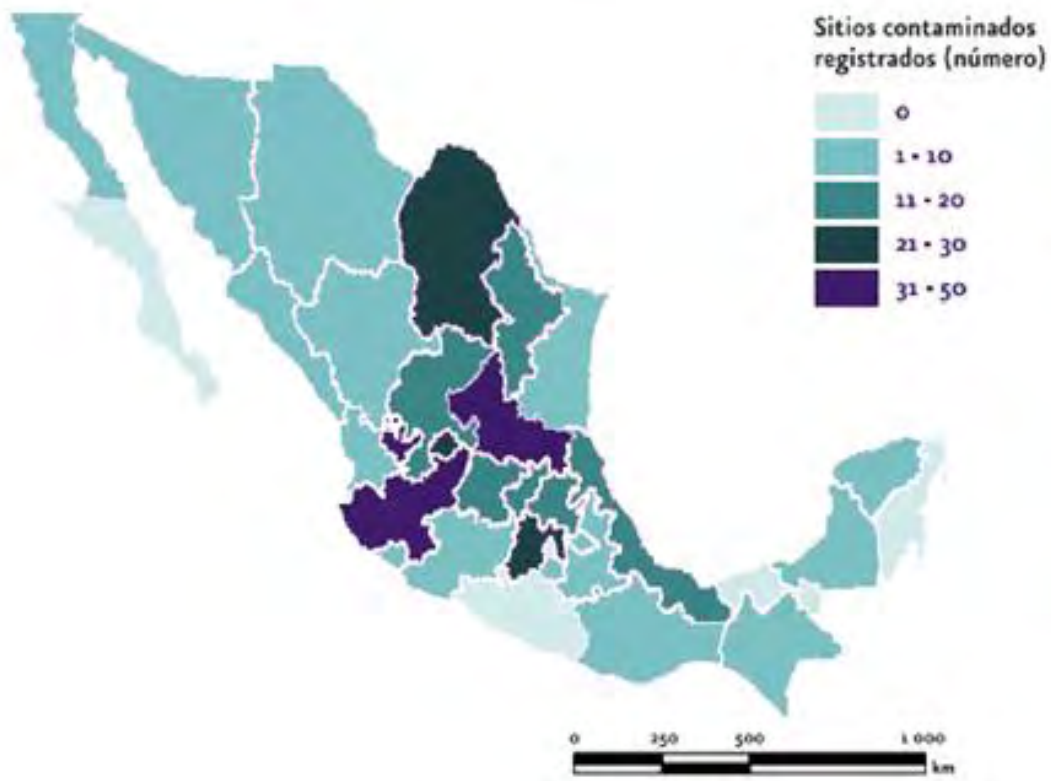 Sitios contaminados
registrados (número)
0
1 - 10
11 - 20
21 - 30
31 - 50
0 250 500 1 000
km